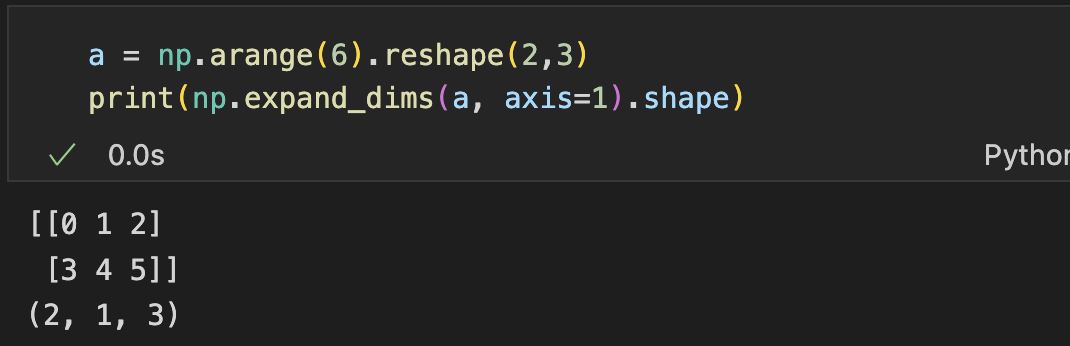 a = np.arange(6).reshape(2,3)
print(np.expand_dims(a, axis=1).shape)
0.0s
Python
[[0 1 2]
 [3 4 5]]
(2, 1, 3)